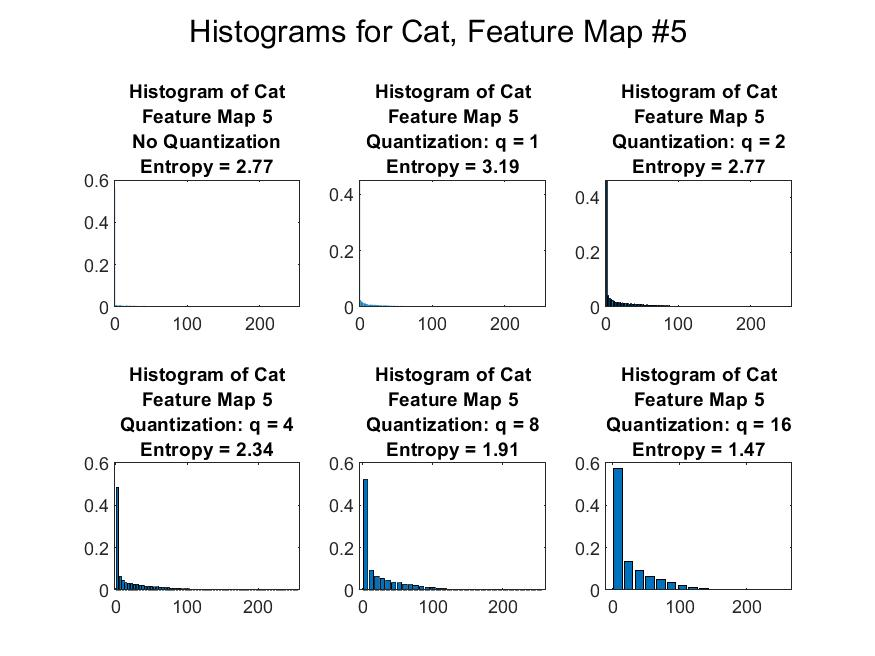 Histograms for Cat, Feature Map #5
Histogram of Cat
Feature Map 5
No Quantization
Entropy = 2.77
0.6
0.4
0.2
0
0 100 200
Histogram of Cat
Feature Map 5
Quantization: q = 1
Entropy = 3.19
0.4
0.2
0
0 100 200
Histogram of Cat
Feature Map 5
Quantization: q = 2
Entropy = 2.77
0.4
0.2
0
0 100 200
Histogram of Cat
Feature Map 5
Quantization: q = 4
Entropy = 2.34
0.6
0.4
0.2
0
0 100 200
Histogram of Cat
Feature Map 5
Quantization: q = 8
Entropy = 1.91
0.6
0.4
0.2
0
0 100 200
Histogram of Cat
Feature Map 5
Quantization: q = 16
Entropy = 1.47
0.6
0.4
0.2
0
0 100 200